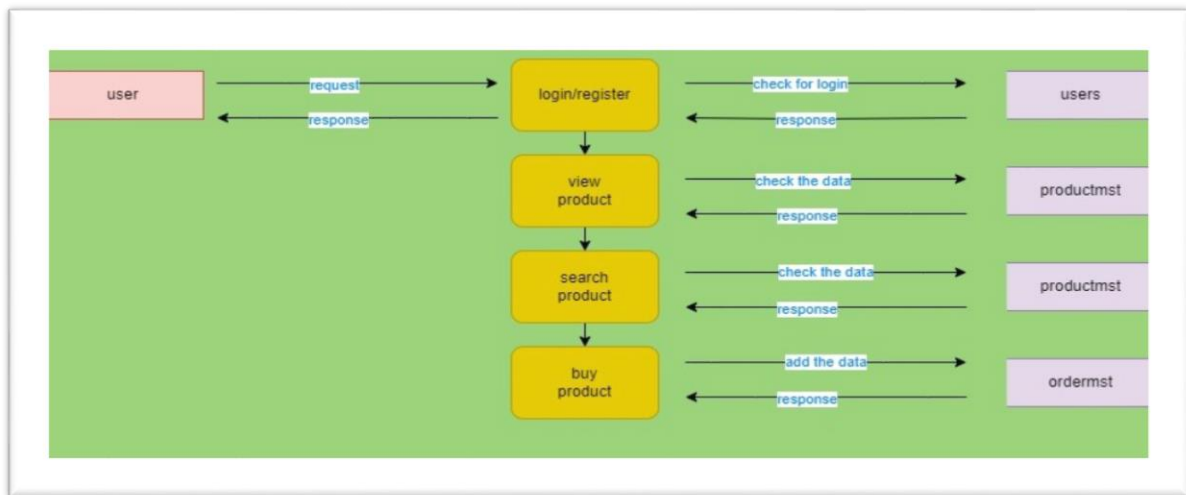 user
request
response
login/register
check for login
response
users
view
product
check the data
response
productmst
search
product
check the data
response
productmst
buy
product
add the data
response
ordermst